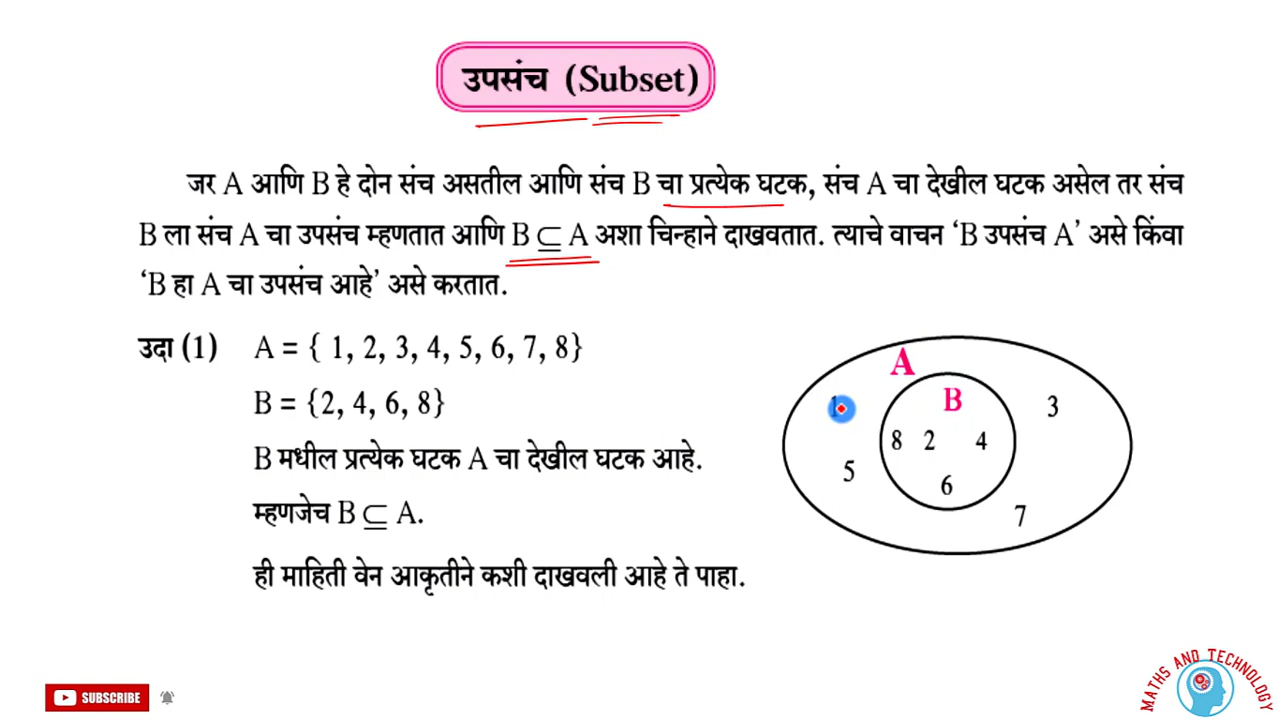 उपसंच (Subset)
जर A आणि B हे दोन संच असतील आणि संच B चा प्रत्येक घटक, संच A चा देखील घटक असेल तर संच
B ला संच A चा उपसंच म्हणतात आणि B ⊆ A अशा चिन्हाने दाखवतात. त्याचे वाचन ‘B उपसंच A’ असे किंवा
‘B हा A चा उपसंच आहे’ असे करतात.
उदा (1) A = { 1, 2, 3, 4, 5, 6, 7, 8}
B = {2, 4, 6, 8}
B मधील प्रत्येक घटक A चा देखील घटक आहे.
म्हणजेच B ⊆ A.
ही माहिती वेन आकृतीने कशी दाखवली आहे ते पाहा.
A
B
1
3
8 2 4
5
6
7
SUBSCRIBE
MATHS AND TECHNOLOGY